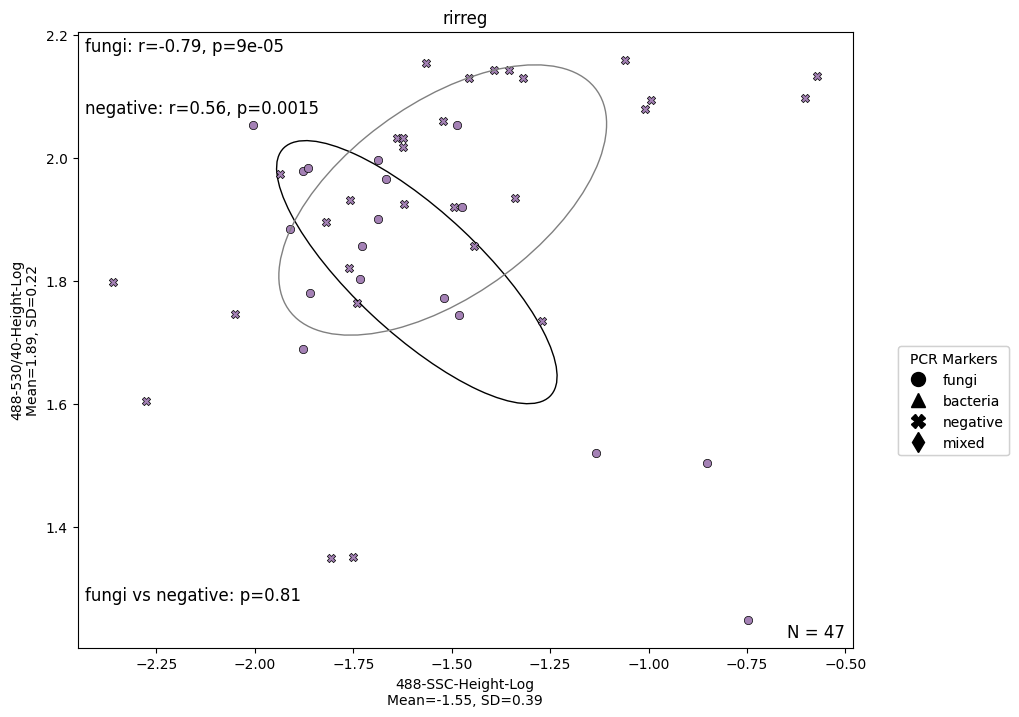 rirreg
fungi: r=-0.79, p=9e-05
negative: r=0.56, p=0.0015
fungi vs negative: p=0.81
N = 47
2.2
2.0
1.8
1.6
1.4
488-530/40-Height-Log
Mean=1.89, SD=0.22
−2.25
−2.00
−1.75
−1.50
−1.25
−1.00
−0.75
−0.50
488-SSC-Height-Log
Mean=-1.55, SD=0.39
PCR Markers
fungi
bacteria
negative
mixed